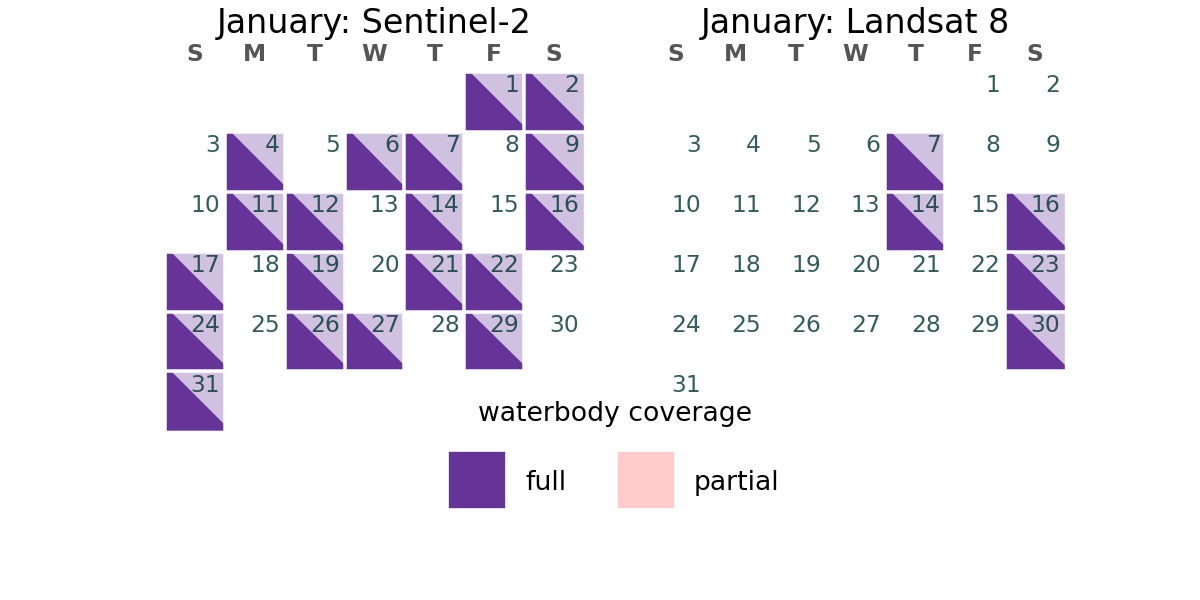 January: Sentinel-2
S M T W T F S
1 2
3 4 5 6 7 8 9
10 11 12 13 14 15 16
17 18 19 20 21 22 23
24 25 26 27 28 29 30
31
January: Landsat 8
S M T W T F S
1 2
3 4 5 6 7 8 9
10 11 12 13 14 15 16
17 18 19 20 21 22 23
24 25 26 27 28 29 30
31
waterbody coverage
full partial